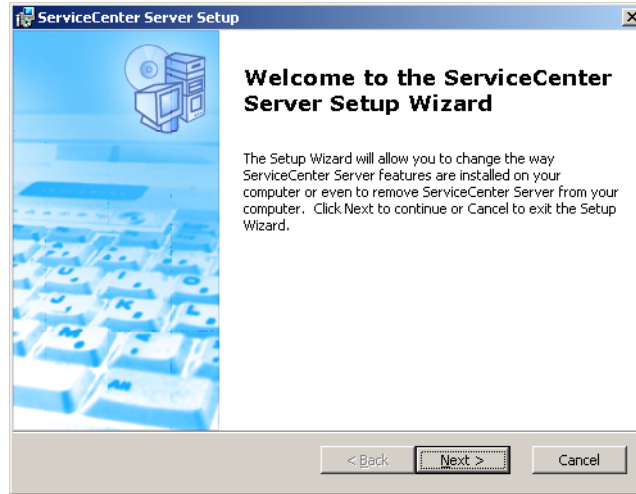 ServiceCenter Server Setup
Welcome to the ServiceCenter
Server Setup Wizard
The Setup Wizard will allow you to change the way
ServiceCenter Server features are installed on your
computer or even to remove ServiceCenter Server from your
computer. Click Next to continue or Cancel to exit the Setup
Wizard.
< Back
Next >
Cancel